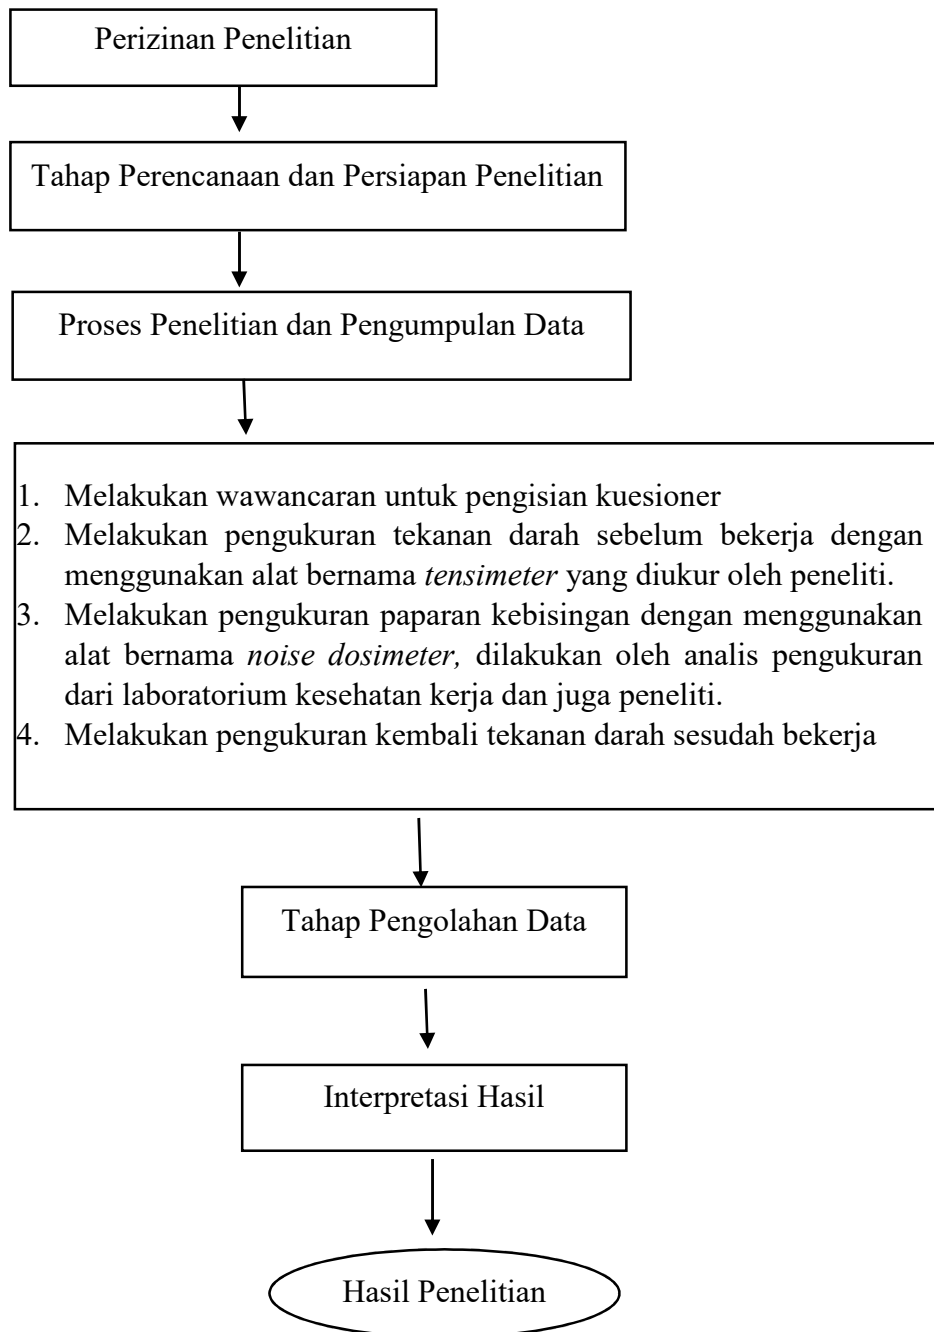 Perizinan Penelitian
Tahap Perencanaan dan Persiapan Penelitian
Proses Penelitian dan Pengumpulan Data
1. Melakukan wawancaran untuk pengisian kuesioner
2. Melakukan pengukuran tekanan darah sebelum bekerja dengan
menggunakan alat bernama tensimeter yang diukur oleh peneliti.
3. Melakukan pengukuran paparan kebisingan dengan menggunakan
alat bernama noise dosimeter, dilakukan oleh analis pengukuran
dari laboratorium kesehatan kerja dan juga peneliti.
4. Melakukan pengukuran kembali tekanan darah sesudah bekerja
Tahap Pengolahan Data
Interpretasi Hasil
Hasil Penelitian